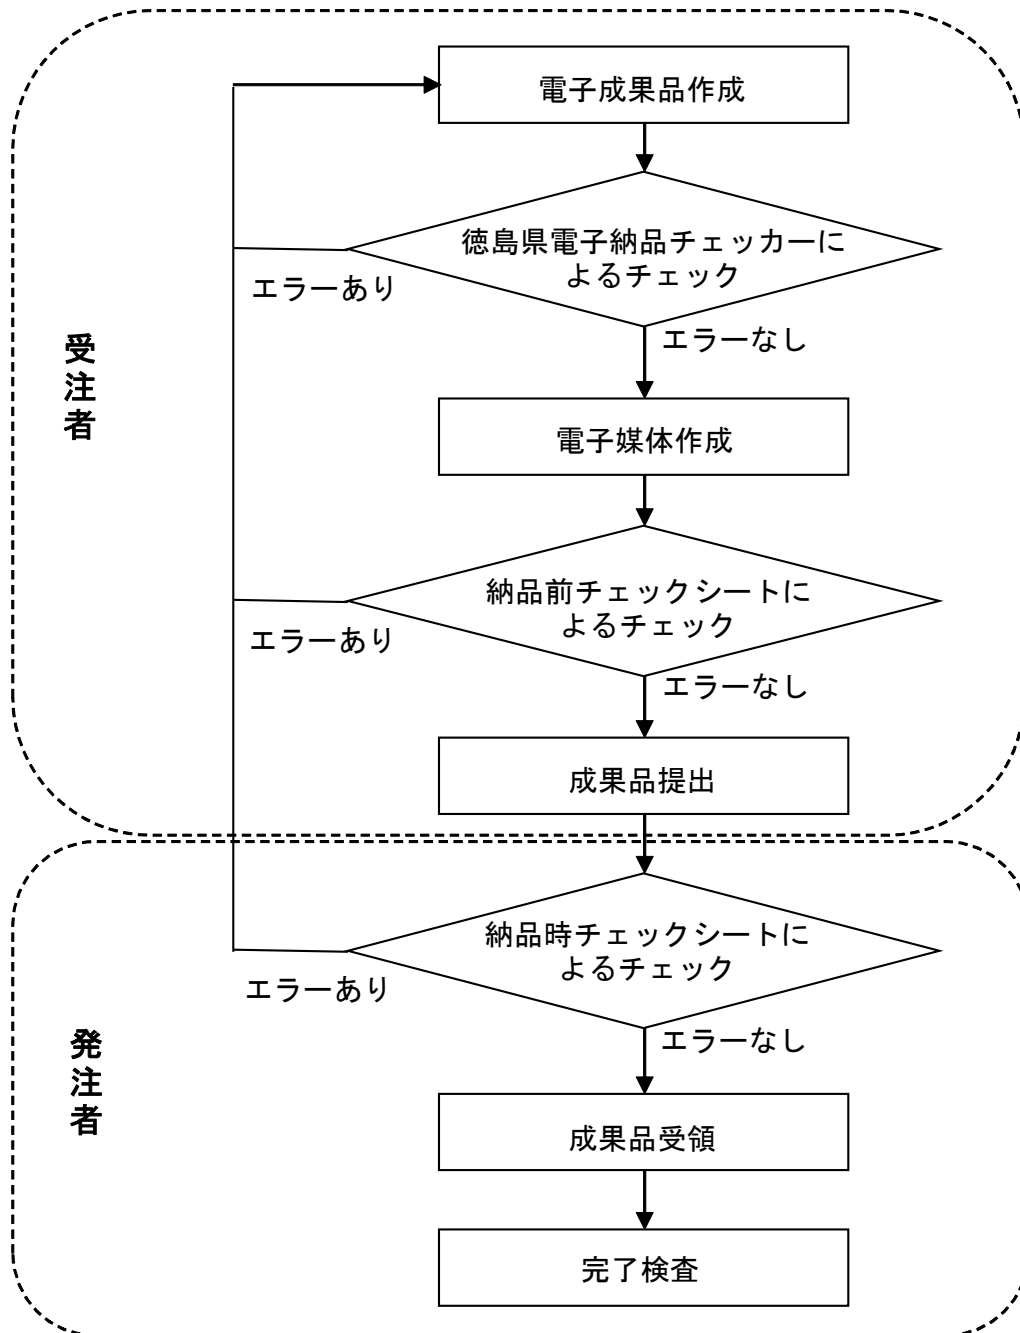 電子成果品作成
徳島県電子納品チェッカーに
よるチェック
エラーあり
エラーなし
受注者
電子媒体作成
納品前チェックシートに
よるチェック
エラーあり
エラーなし
成果品提出
納品時チェックシートに
よるチェック
エラーあり
エラーなし
発注者
成果品受領
完了検査